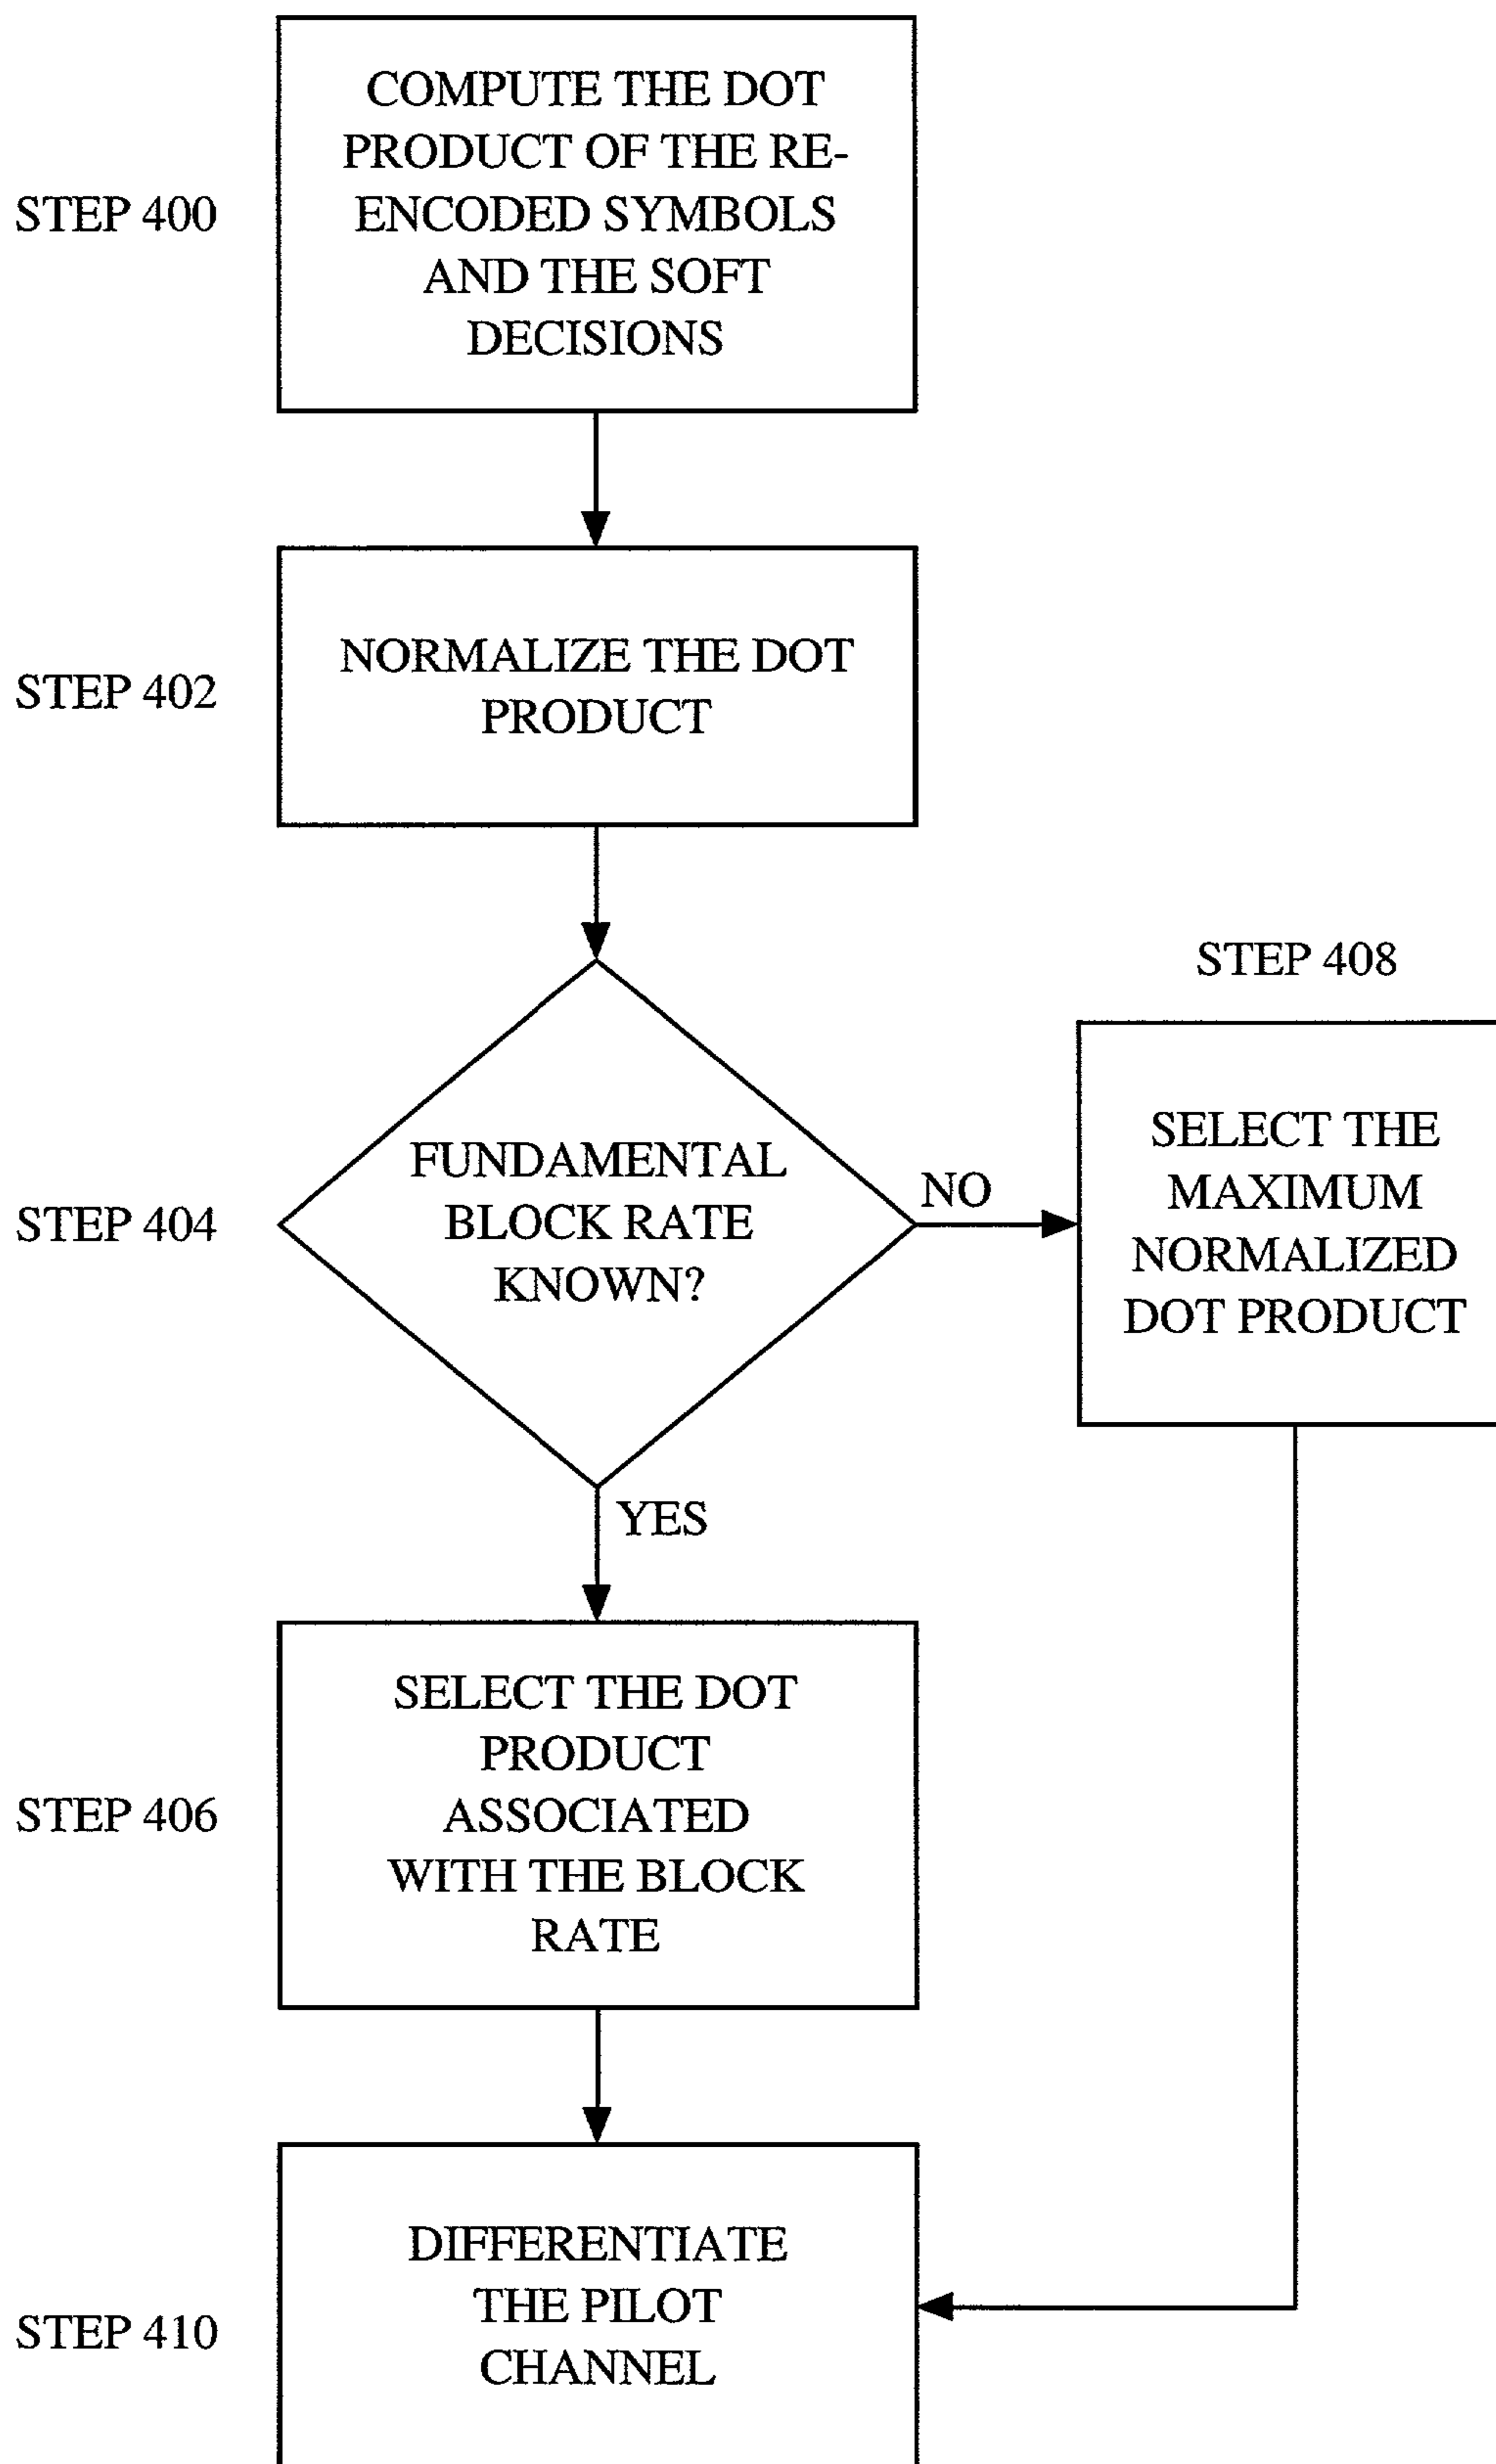 COMPUTE THE DOT
PRODUCT OF THE RE-
ENCODED SYMBOLS
AND THE SOFT
DECISIONS
STEP 400
NORMALIZE THE DOT
PRODUCT
STEP 402
STEP 408
FUNDAMENTAL
BLOCK RATE
KNOWN?
STEP 404
NO
SELECT THE
MAXIMUM
NORMALIZED
DOT PRODUCT
YES
SELECT THE DOT
PRODUCT
ASSOCIATED
WITH THE BLOCK
RATE
STEP 406
DIFFERENTIATE
THE PILOT
CHANNEL
STEP 410